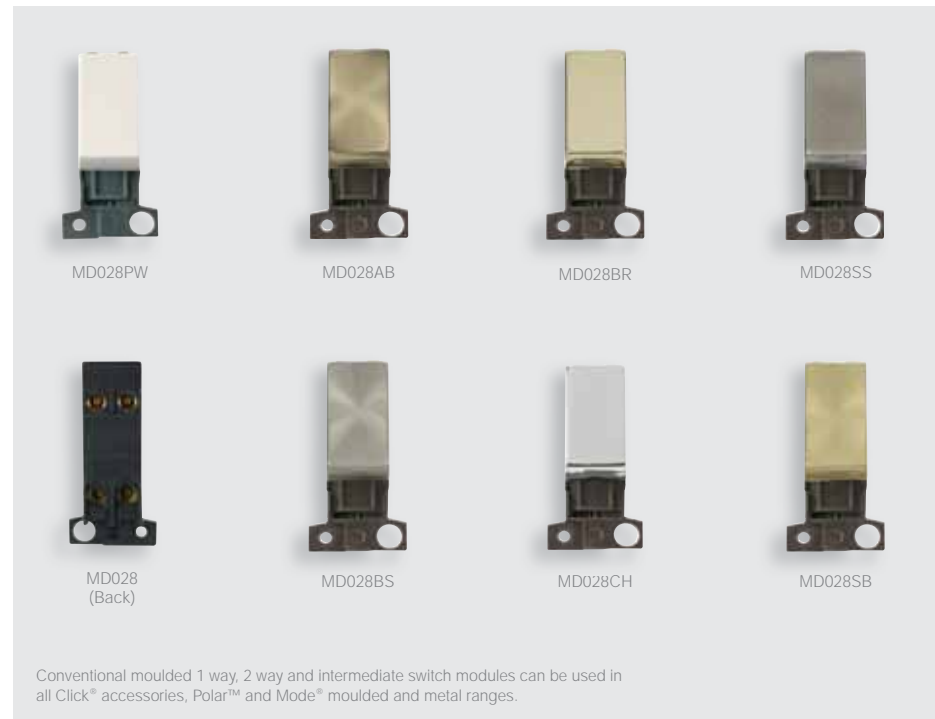 MD028PW
MD028AB
MD028BR
MD028SS
MD028
(Back)
MD028BS
MD028CH
MD028SB
Conventional moulded 1 way, 2 way and intermediate switch modules can be used in
all Click® accessories, Polar™ and Mode® moulded and metal ranges.